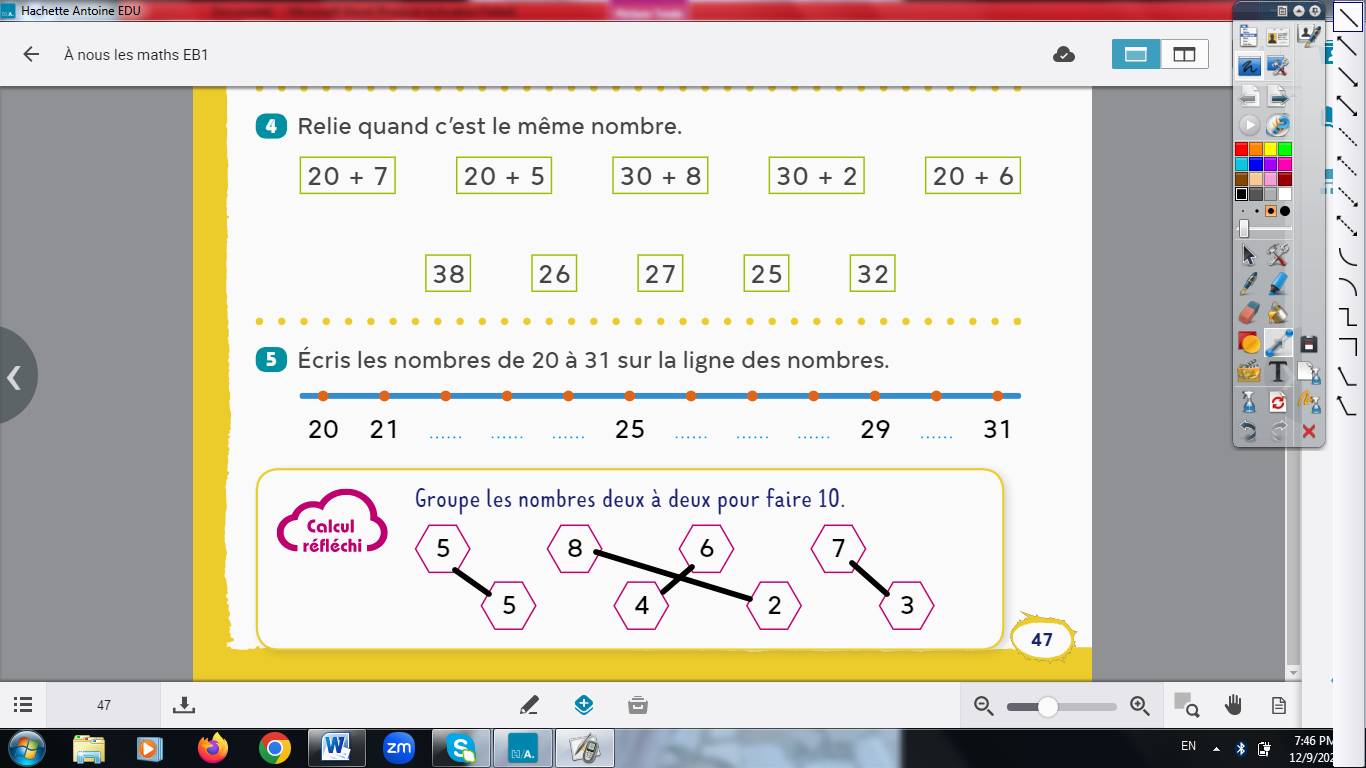 Hachette Antoine EDU
À nous les maths EB1
4 Relie quand c'est le même nombre.
20 + 7 20 + 5 30 + 8 30 + 2 20 + 6
38 26 27 25 32
5 Écris les nombres de 20 à 31 sur la ligne des nombres.
20 21 ...... ...... ...... 25 ...... ...... ...... 29 ...... 31
Calcul réfléchi
Groupe les nombres deux à deux pour faire 10.
5 8 6 7
5 4 2 3
47
47
EN 7:46 PM
12/9/202